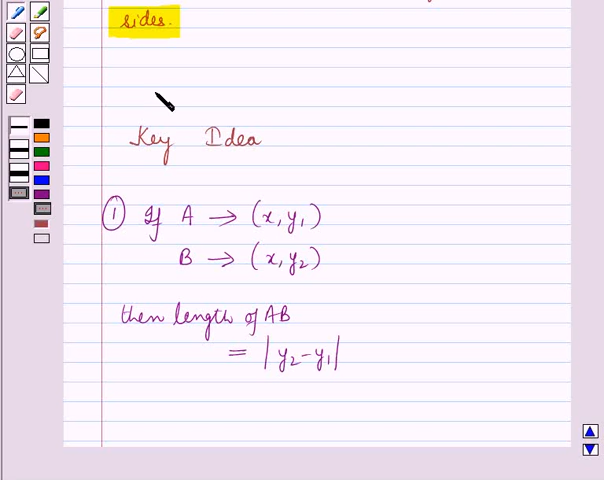 sides.
Key Idea
① If A → (x, y₁)
B → (x, y₂)
then length of AB
= |y₂ - y₁|